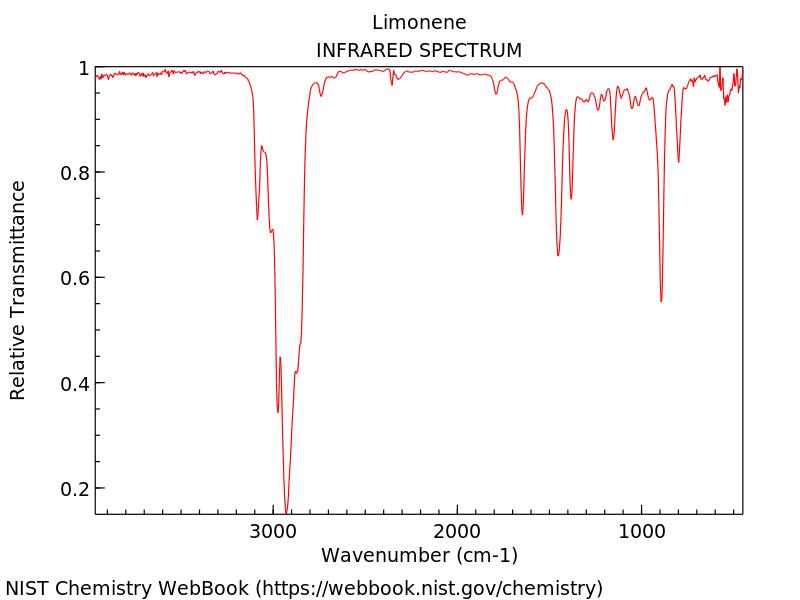 Limonene
INFRARED SPECTRUM
1
0.8
0.6
0.4
0.2
Relative Transmittance
3000 2000 1000
Wavenumber (cm-1)
NIST Chemistry WebBook (https://webbook.nist.gov/chemistry)